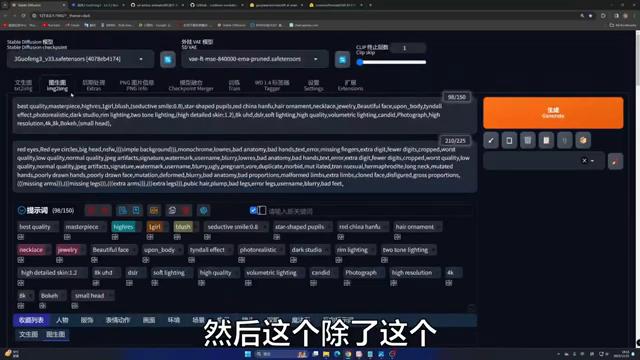 Stable Diffusion 模型
Stable Diffusion checkpoint
外挂 VAE 模型
SD VAE
CLIP 终止层数
Clip skip
1
3Guofeng3_v33.safetensors [4078eb4174]
vae-ft-mse-840000-ema-pruned.safetensors
文生图
txt2img
图生图
img2img
后期处理
Extras
PNG 图片信息
PNG Info
模型融合
Checkpoint Merger
训练
Train
WD 1.4 标签器
Tagger
设置
Settings
扩展
Extensions
98/150
best quality,masterpiece,highres,1girl,blush,(seductive smile:0.8),star-shaped pupils,red china hanfu,hair ornament,necklace,jewelry,Beautiful face,upon_body,tyndall
effect,photorealistic,dark studio,rim lighting,two tone lighting,(high detailed skin:1.2),8k uhd,dslr,soft lighting,high quality,volumetric lighting,candid,Photograph,high
resolution,4k,8k,Bokeh,(small head),
生成
Generate
210/225
red eyes,Red eye circles,big head,nsfw,(((simple background))),monochrome,lowres,bad anatomy,bad hands,text,error,missing fingers,extra digit,fewer digits,cropped,worst
quality,low quality,normal quality,jpeg artifacts,signature,watermark,username,blurry,lowres,bad anatomy,bad hands,text,error,extra digit,fewer digits,cropped,worst
quality,low quality,normal quality,jpeg artifacts,signature,watermark,username,blurry,ugly,pregnant,vore,duplicate,morbid,mutilated,tran nsexual,hermaphrodite,long neck,mutated
hands,poorly drawn hands,poorly drawn face,mutation,deformed,blurry,bad anatomy,bad proportions,malformed limbs,extra limbs,cloned face,disfigured,gross proportions,
(((missing arms))),(((missing legs))),(((extra arms))),(((extra legs))),pubic hair,plump,bad legs,error legs,username,blurry,bad feet,
提示词 (98/150)
请输入新关键词
best quality masterpiece highres 1girl blush seductive smile:0.8 star-shaped pupils red china hanfu hair ornament
necklace jewelry Beautiful face upon_body tyndall effect photorealistic dark studio rim lighting two tone lighting
high detailed skin:1.2 8k uhd dslr soft lighting high quality volumetric lighting candid Photograph high resolution 4k
8k Bokeh small head
收藏列表 人物 服饰 表情动作 画面 环境 场景
文生图 图生图
然后这个除了这个